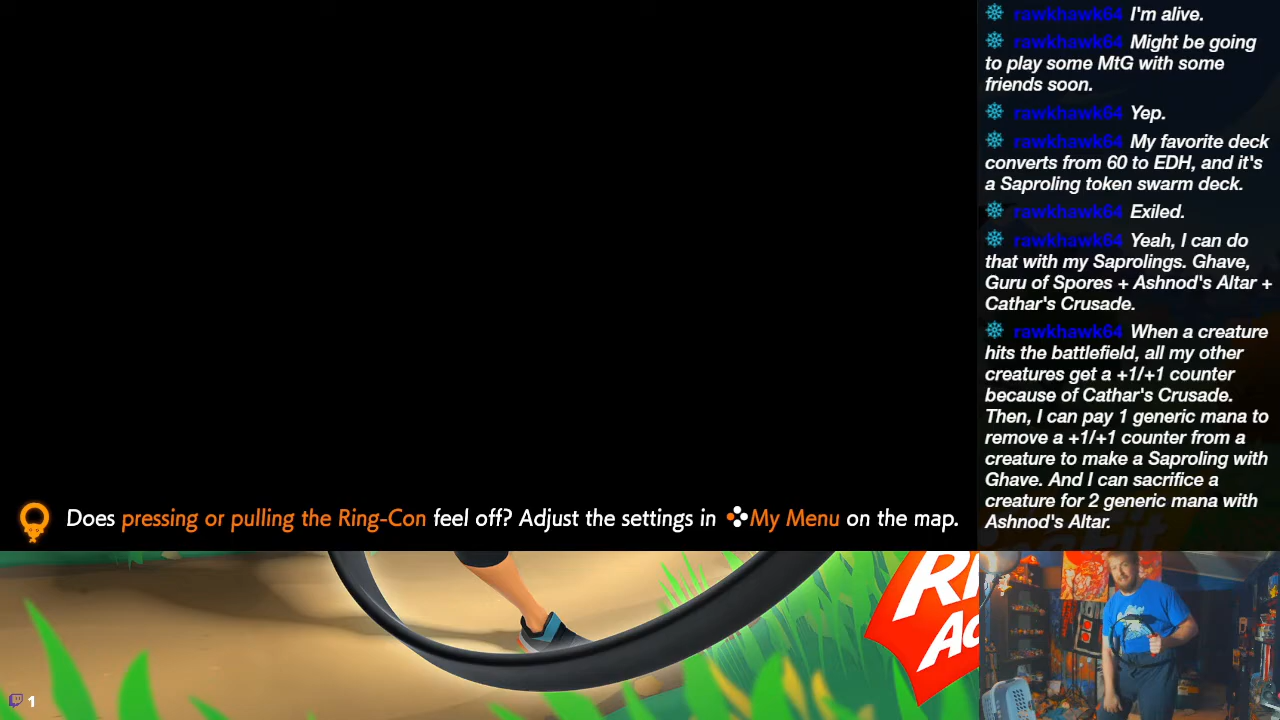 rawkhawk64 I'm alive.
rawkhawk64 Might be going
to play some MtG with some
friends soon.
rawkhawk64 Yep.
rawkhawk64 My favorite deck
converts from 60 to EDH, and it's
a Saproling token swarm deck.
rawkhawk64 Exiled.
rawkhawk64 Yeah, I can do
that with my Saprolings. Ghave,
Guru of Spores + Ashnod's Altar +
Cathar's Crusade.
rawkhawk64 When a creature
hits the battlefield, all my other
creatures get a +1/+1 counter
because of Cathar's Crusade.
Then, I can pay 1 generic mana to
remove a +1/+1 counter from a
creature to make a Saproling with
Ghave. And I can sacrifice a
creature for 2 generic mana with
Ashnod's Altar.
Does pressing or pulling the Ring-Con feel off? Adjust the settings in My Menu on the map.
1